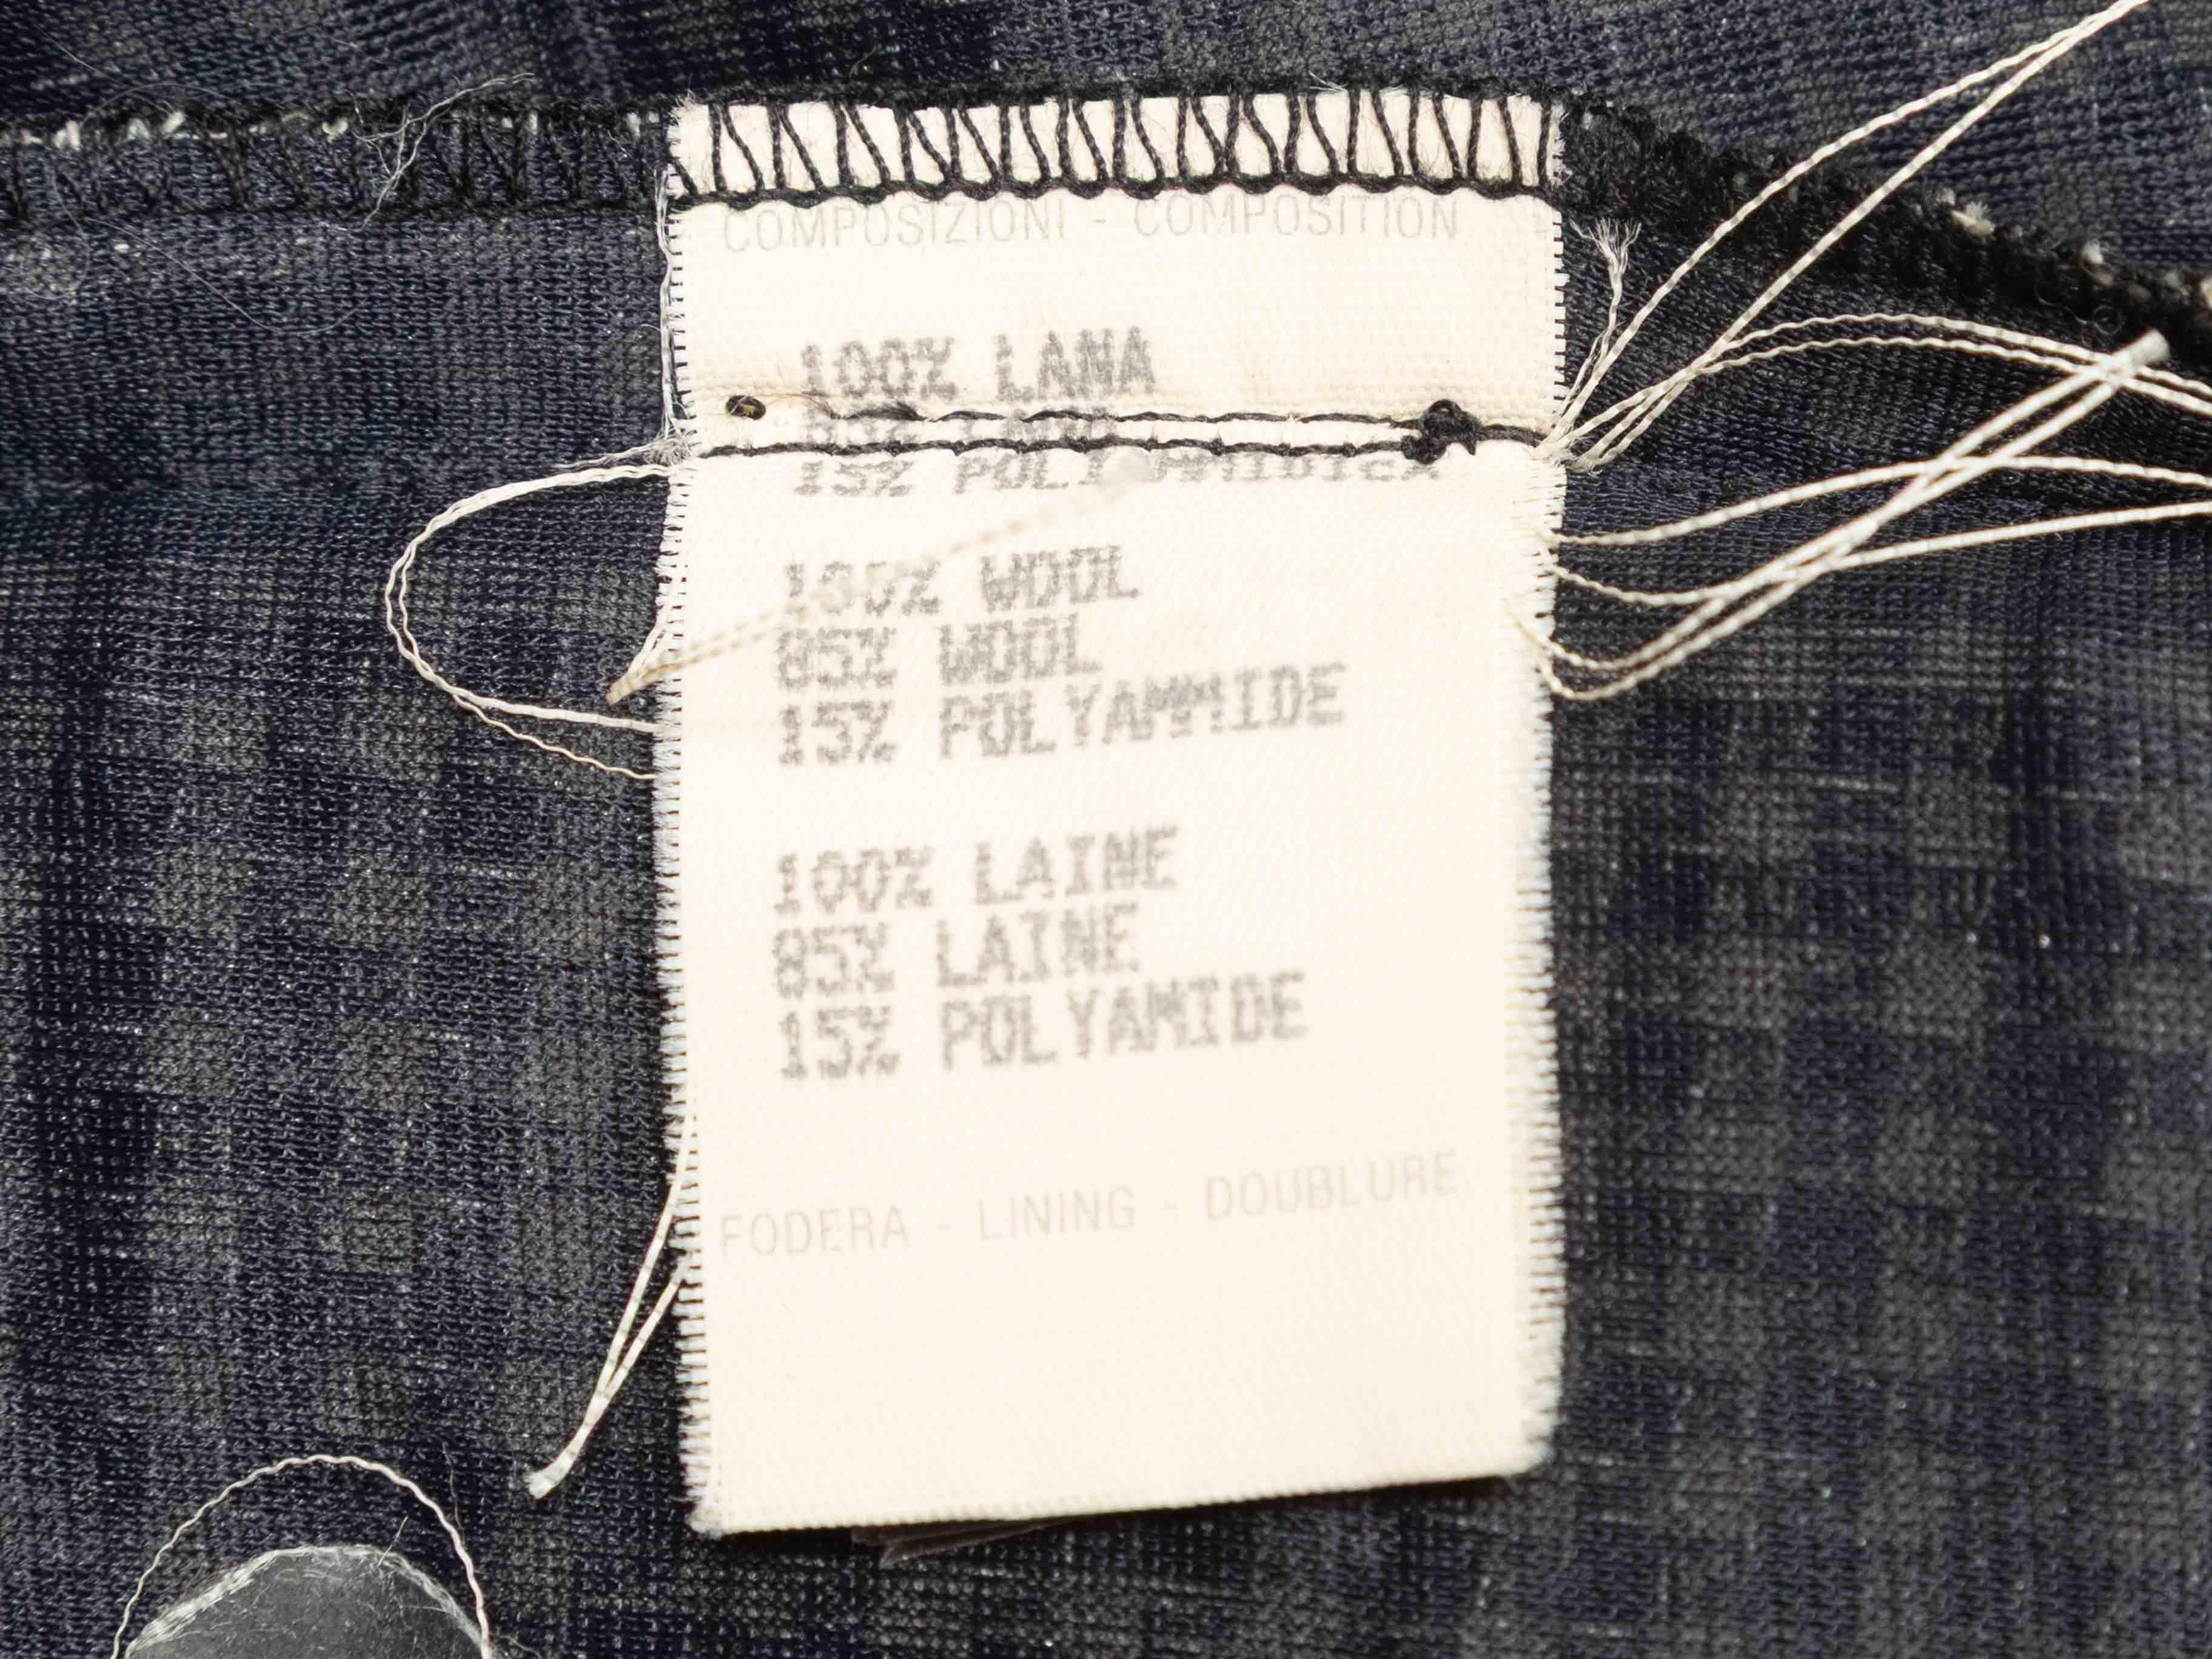 COMPOSIZIONI - COMPOSITION
100% LANA
15%
100% WOOL
85% WOOL
15% POLYAMMIDE
100% LAINE
85% LAINE
15% POLYAMIDE
FODERA - LINING - DOUBLURE